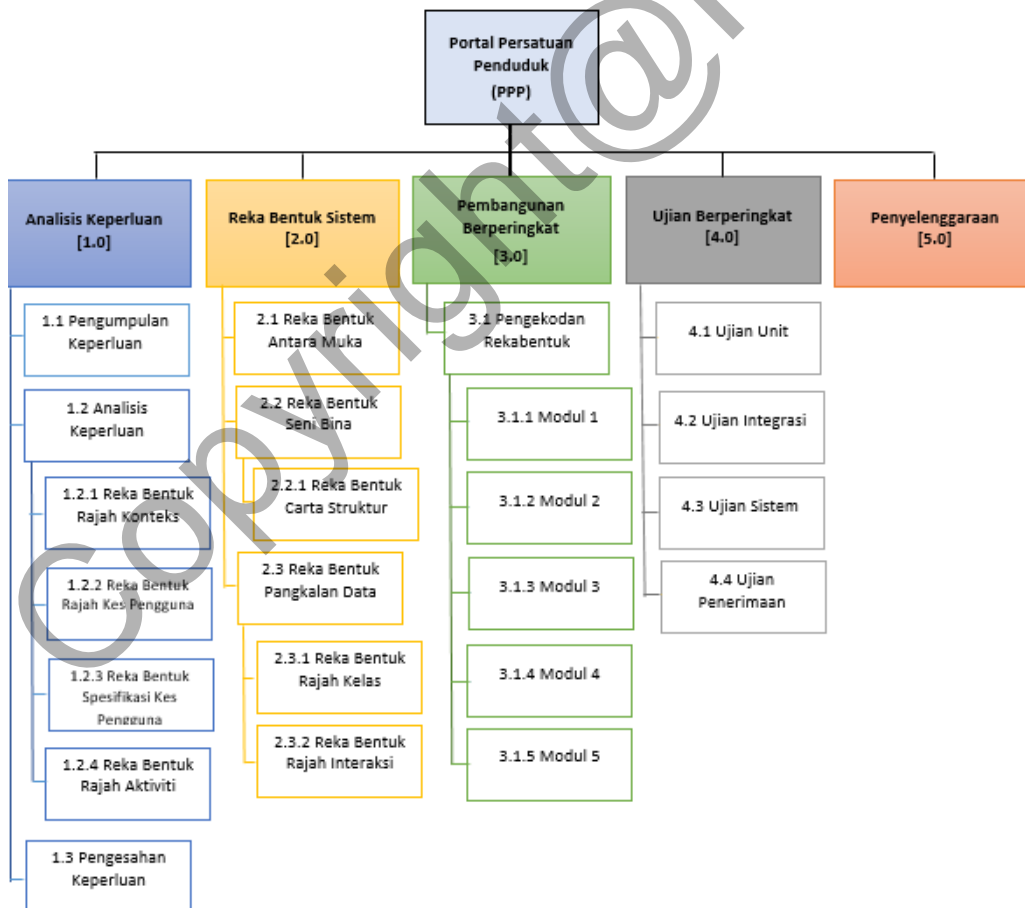 Portal Persatuan
Penduduk
(PPP)
Analisis Keperluan
[1.0]
Reka Bentuk Sistem
[2.0]
Pembangunan
Berperingkat
[3.0]
Ujian Berperingkat
[4.0]
Penyelenggaraan
[5.0]
1.1 Pengumpulan
Keperluan
1.2 Analisis
Keperluan
1.2.1 Reka Bentuk
Rajah Konteks
1.2.2 Reka Bentuk
Rajah Kes Pengguna
1.2.3 Reka Bentuk
Spesifikasi Kes
Pengguna
1.2.4 Reka Bentuk
Rajah Aktiviti
1.3 Pengesahan
Keperluan
2.1 Reka Bentuk
Antara Muka
2.2 Reka Bentuk
Seni Bina
2.2.1 Reka Bentuk
Carta Struktur
2.3 Reka Bentuk
Pangkalan Data
2.3.1 Reka Bentuk
Rajah Kelas
2.3.2 Reka Bentuk
Rajah Interaksi
3.1 Pengekodan
Rekabentuk
3.1.1 Modul 1
3.1.2 Modul 2
3.1.3 Modul 3
3.1.4 Modul 4
3.1.5 Modul 5
4.1 Ujian Unit
4.2 Ujian Integrasi
4.3 Ujian Sistem
4.4 Ujian
Penerimaan
Copyright@